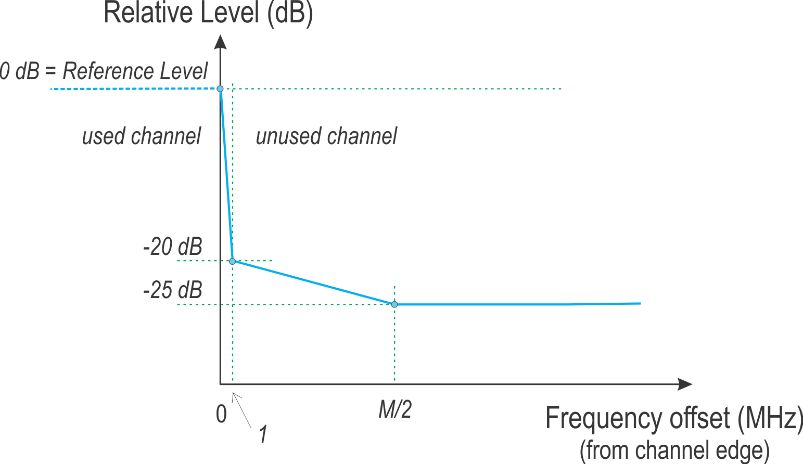 Relative Level (dB)
0 dB = Reference Level
used channel
unused channel
-20 dB
-25 dB
0
1
M/2
Frequency offset (MHz)
(from channel edge)